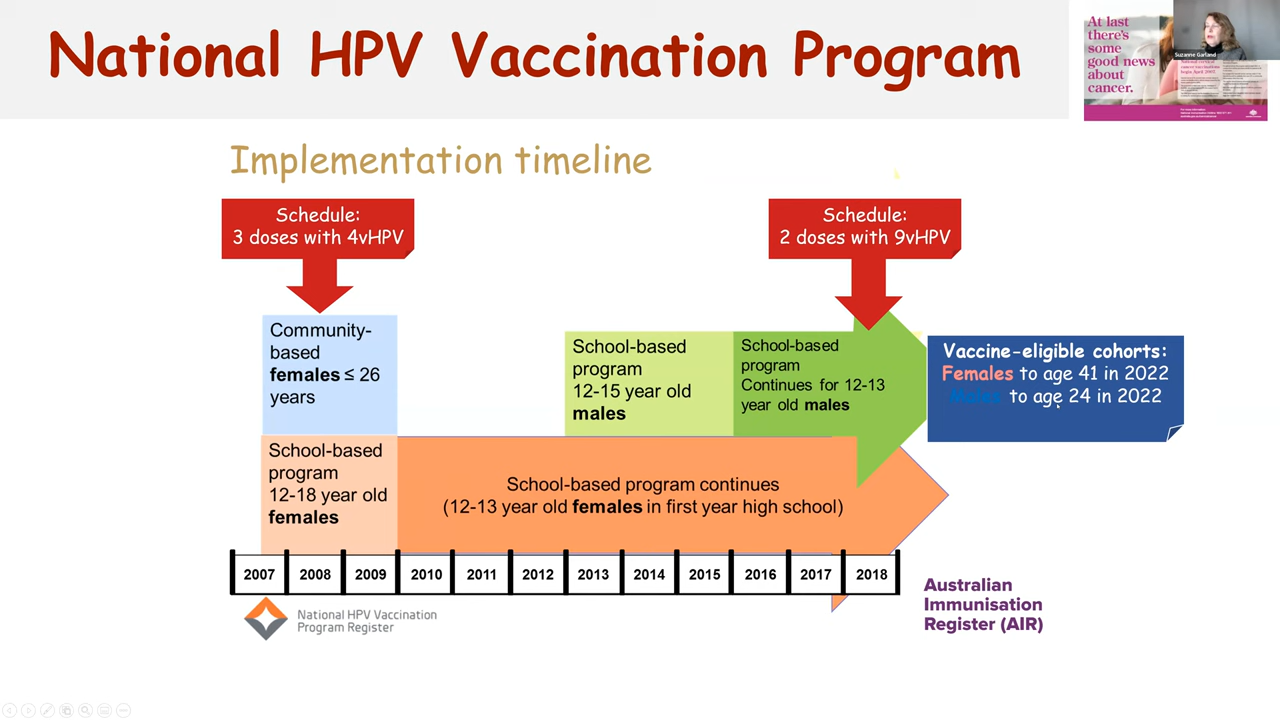 National HPV Vaccination Program
At last
there's
some
good news
about
cancer.
Suzanne Garland
Implementation timeline
Schedule:
3 doses with 4vHPV
Schedule:
2 doses with 9vHPV
Community-
based
females ≤ 26
years
School-based
program
12-15 year old
males
School-based
program
Continues for 12-13
year old males
Vaccine-eligible cohorts:
Females to age 41 in 2022
Males to age 24 in 2022
School-based
program
12-18 year old
females
School-based program continues
(12-13 year old females in first year high school)
2007 2008 2009 2010 2011 2012 2013 2014 2015 2016 2017 2018
National HPV Vaccination
Program Register
Australian
Immunisation
Register (AIR)